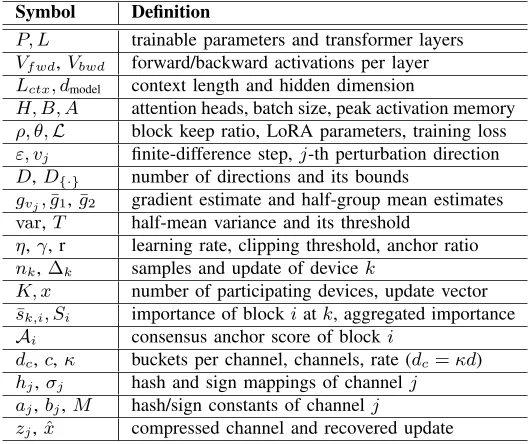 Symbol Definition
P, L trainable parameters and transformer layers
V_{fwd}, V_{bwd} forward/backward activations per layer
L_{ctx}, d_{model} context length and hidden dimension
H, B, A attention heads, batch size, peak activation memory
ρ, θ, ℒ block keep ratio, LoRA parameters, training loss
ε, v_j finite-difference step, j-th perturbation direction
D, D_{\{·\}} number of directions and its bounds
g_{v_j}, ḡ_1, ḡ_2 gradient estimate and half-group mean estimates
var, T half-mean variance and its threshold
η, γ, r learning rate, clipping threshold, anchor ratio
n_k, Δ_k samples and update of device k
K, x number of participating devices, update vector
s̄_{k,i}, S_i importance of block i at k, aggregated importance
𝒜_i consensus anchor score of block i
d_c, c, κ buckets per channel, channels, rate (d_c = κd)
h_j, σ_j hash and sign mappings of channel j
a_j, b_j, M hash/sign constants of channel j
z_j, x̂ compressed channel and recovered update